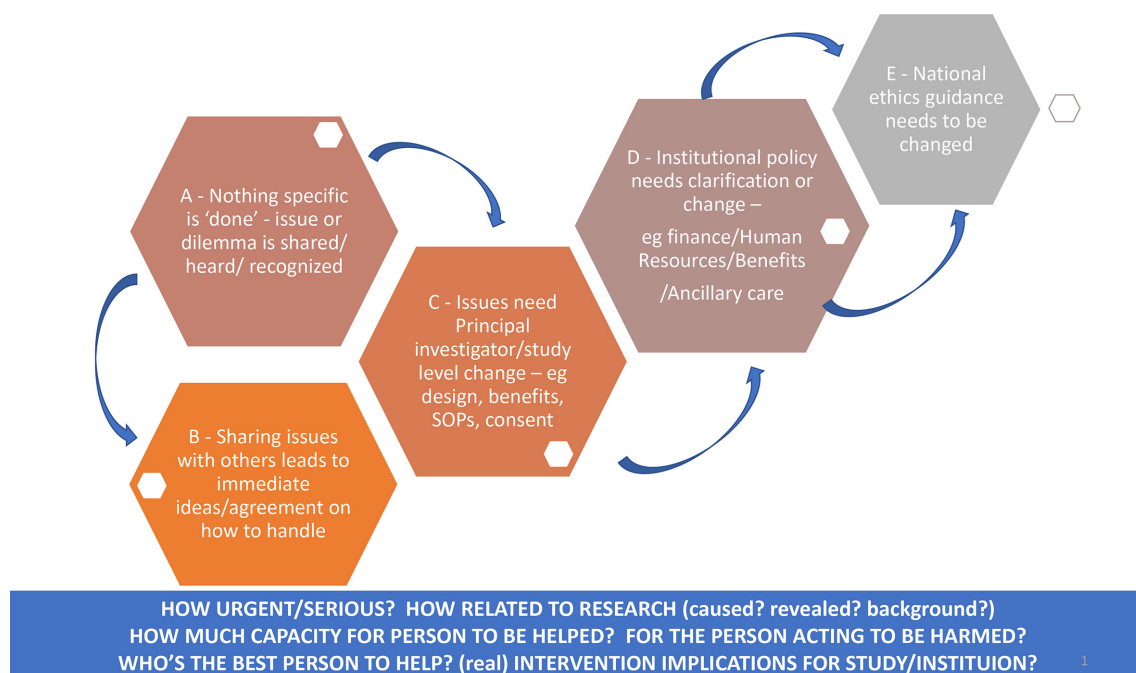 A - Nothing specific
is ‘done’ - issue or
dilemma is shared/
heard/ recognized
B - Sharing issues
with others leads to
immediate
ideas/agreement on
how to handle
C - Issues need
Principal
investigator/study
level change – eg
design, benefits,
SOPs, consent
D - Institutional policy
needs clarification or
change –
eg finance/Human
Resources/Benefits
/Ancillary care
E - National
ethics guidance
needs to be
changed
HOW URGENT/SERIOUS? HOW RELATED TO RESEARCH (caused? revealed? background?)
HOW MUCH CAPACITY FOR PERSON TO BE HELPED? FOR THE PERSON ACTING TO BE HARMED?
WHO’S THE BEST PERSON TO HELP? (real) INTERVENTION IMPLICATIONS FOR STUDY/INSTITUION?
1